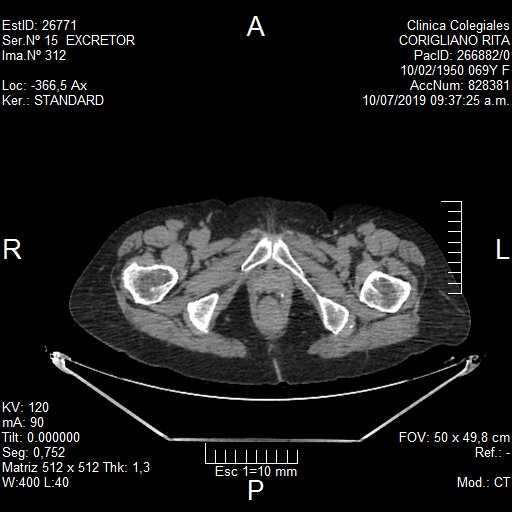 EstID: 26771
Ser.Nº 15  EXCRETOR
Ima.Nº 312
Loc: -366,5 Ax
Ker.: STANDARD
A
Clinica Colegiales
CORIGLIANO RITA
PacID: 266882/0
10/02/1950 069Y F
AccNum: 828381
10/07/2019 09:37:25 a.m.
R
L
KV: 120
mA: 90
Tilt: 0.000000
Seg: 0,752
Matriz 512 x 512 Thk: 1,3
W:400 L:40
Esc 1=10 mm
P
FOV: 50 x 49,8 cm
Ref.: -
Mod.: CT